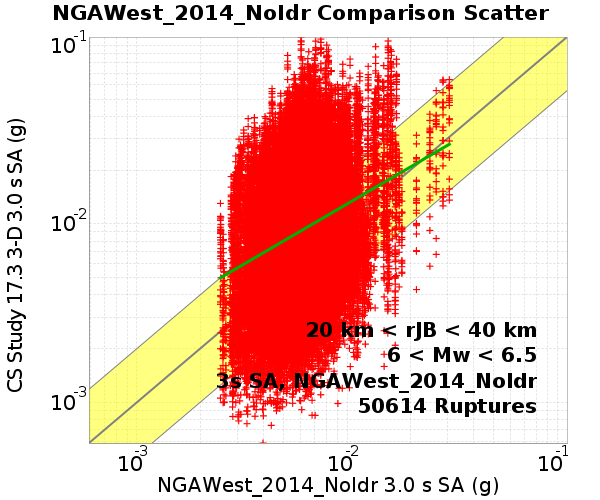 NGAWest_2014_NoIdr Comparison Scatter
CS Study 17.3 3-D 3.0 s SA (g)
10-1
10-2
10-3
20 km < rJB < 40 km
6 < Mw < 6.5
3s SA, NGAWest_2014_NoIdr
50614 Ruptures
10-3 10-2 10-1
NGAWest_2014_NoIdr 3.0 s SA (g)